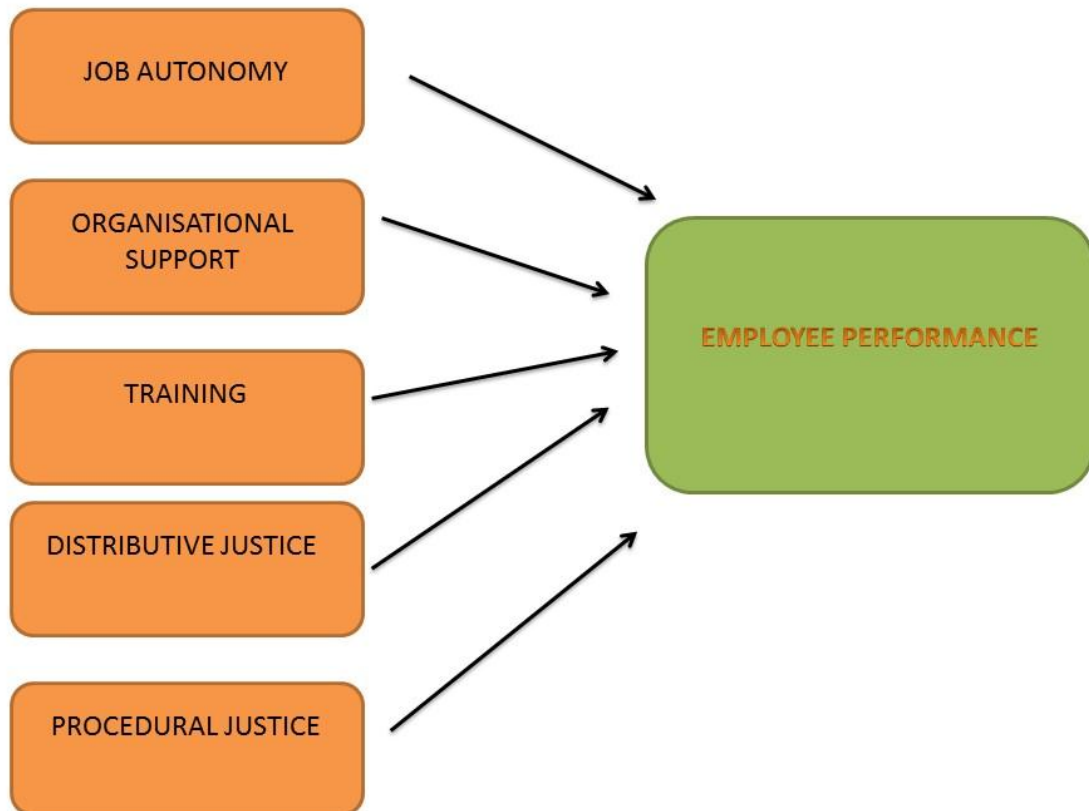 JOB AUTONOMY
ORGANISATIONAL
SUPPORT
TRAINING
DISTRIBUTIVE JUSTICE
PROCEDURAL JUSTICE
EMPLOYEE PERFORMANCE